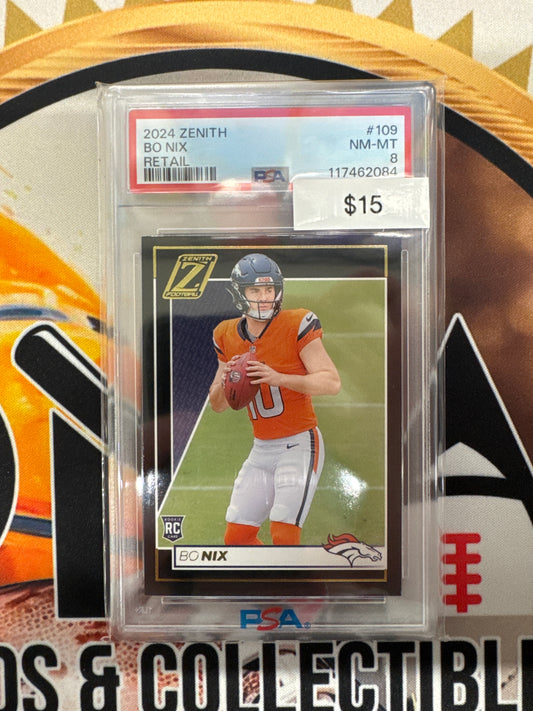 2024 ZENITH #109
BO NIX NM-MT
RETAIL 8
PSA 117462084
$15
ZENITH
Z
FOOTBALL
10
ROOKIE
RC
CARD
BO NIX
PSA
DS & COLLECTIBL